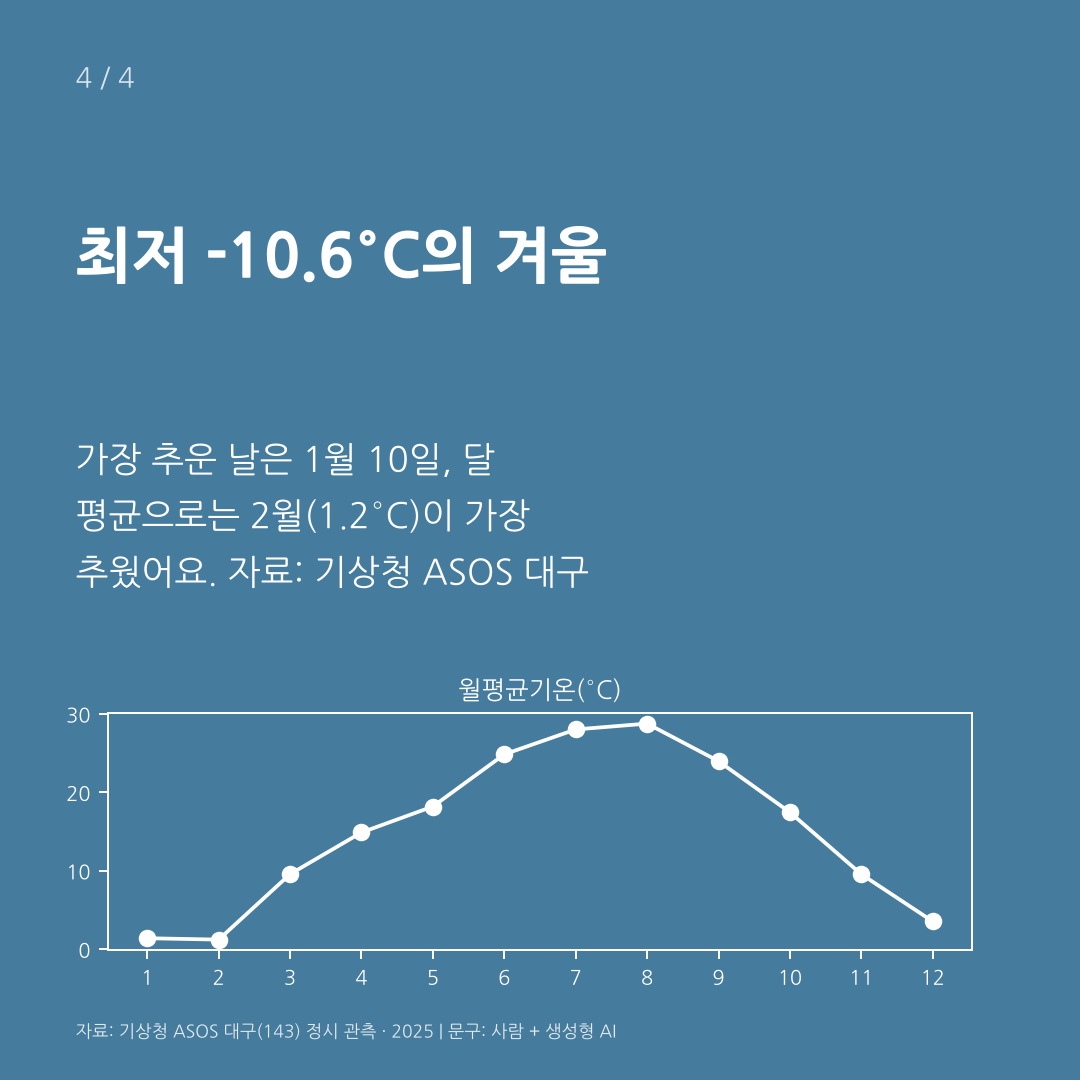 4 / 4
최저 -10.6°C의 겨울
가장 추운 날은 1월 10일, 달
평균으로는 2월(1.2°C)이 가장
추웠어요. 자료: 기상청 ASOS 대구
월평균기온(°C)
30
20
10
0
1 2 3 4 5 6 7 8 9 10 11 12
자료: 기상청 ASOS 대구(143) 정시 관측 · 2025 | 문구: 사람 + 생성형 AI